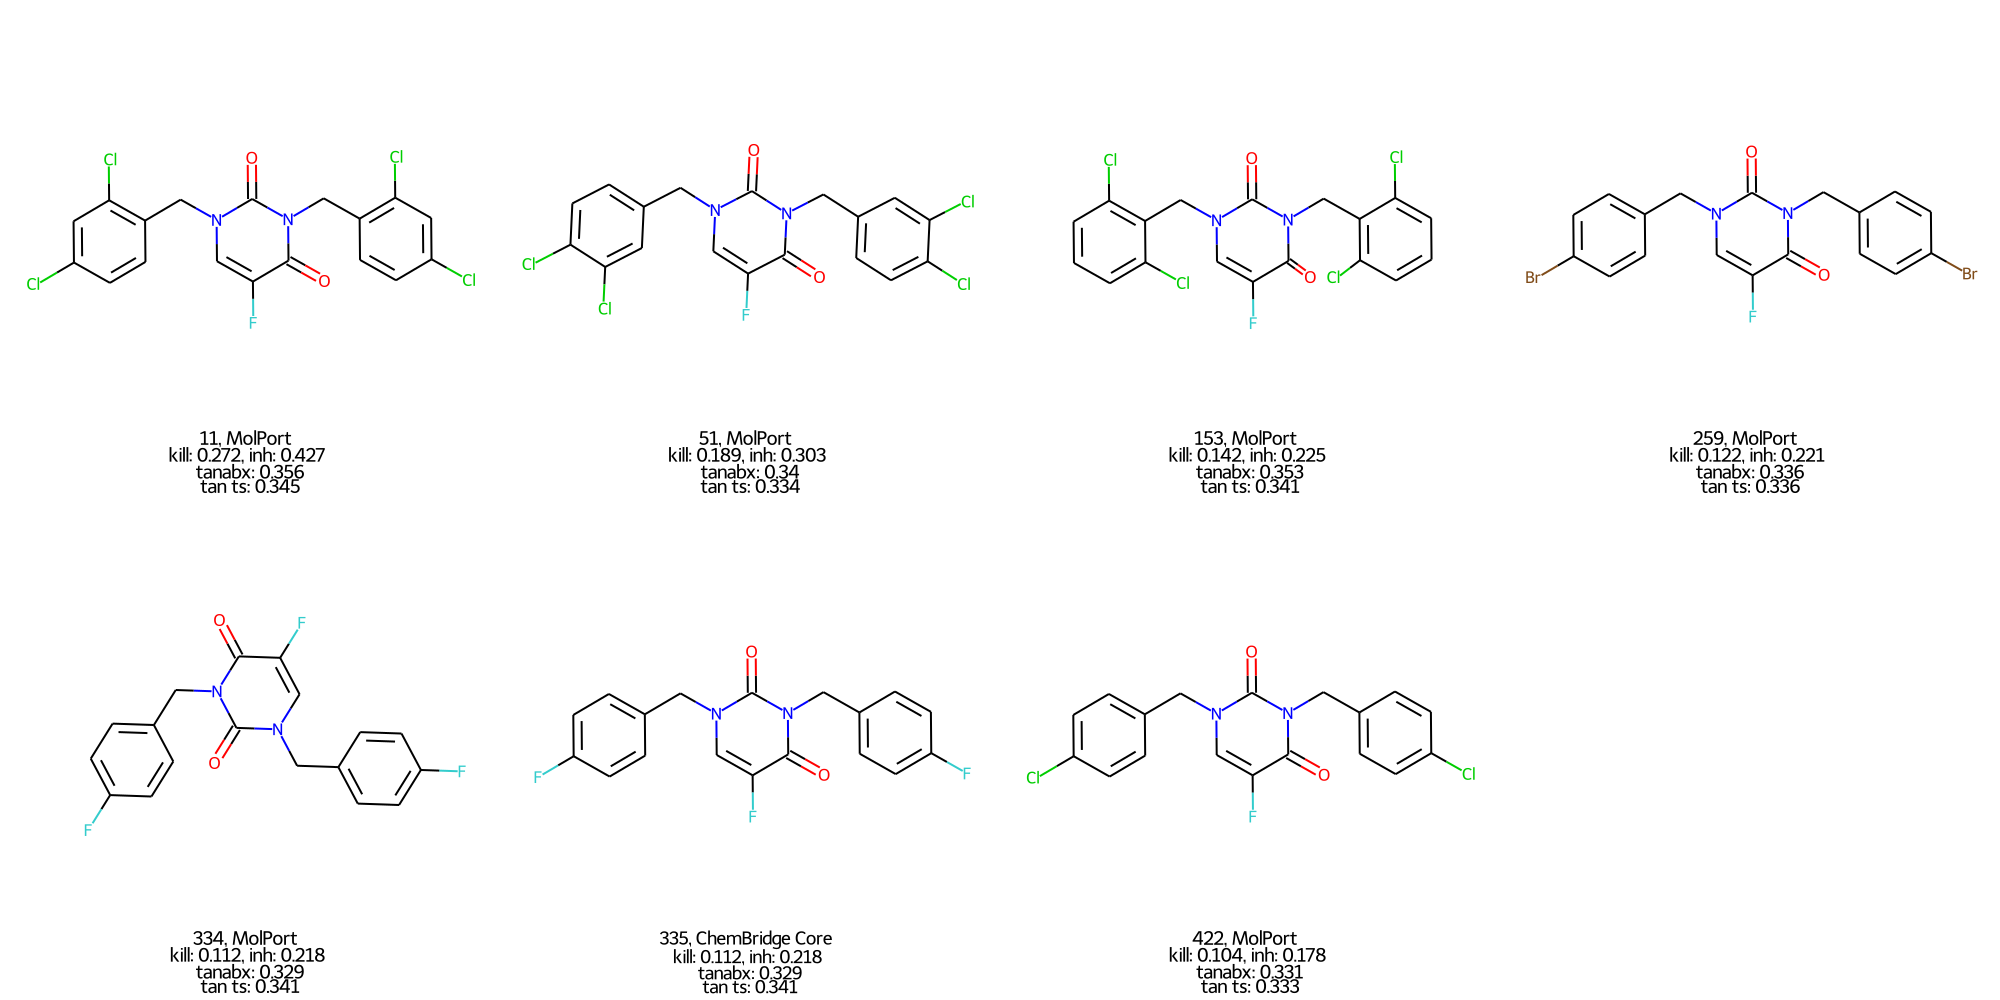 Cl O Cl
N N
Cl O Cl
F
11, MolPort
kill: 0.272, inh: 0.427
tanabx: 0.356
tan ts: 0.345
O
N N Cl
Cl O Cl
Cl F
51, MolPort
kill: 0.189, inh: 0.303
tanabx: 0.34
tan ts: 0.334
Cl O Cl
N N
Cl O Cl
F
153, MolPort
kill: 0.142, inh: 0.225
tanabx: 0.353
tan ts: 0.341
O
N N
Br O Br
F
259, MolPort
kill: 0.122, inh: 0.221
tanabx: 0.336
tan ts: 0.336
O F
N
O N
F F
334, MolPort
kill: 0.112, inh: 0.218
tanabx: 0.329
tan ts: 0.341
O
N N
F O F
F
335, ChemBridge Core
kill: 0.112, inh: 0.218
tanabx: 0.329
tan ts: 0.341
O
N N
Cl O Cl
F
422, MolPort
kill: 0.104, inh: 0.178
tanabx: 0.331
tan ts: 0.333